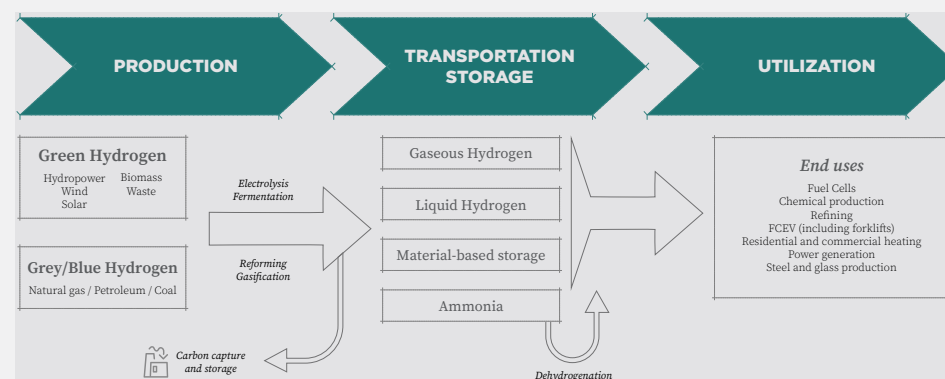 PRODUCTION
TRANSPORTATION
STORAGE
UTILIZATION
Green Hydrogen
Hydropower
Wind
Solar
Biomass
Waste
Grey/Blue Hydrogen
Natural gas / Petroleum / Coal
Electrolysis
Fermentation
Reforming
Gasification
Carbon capture
and storage
Gaseous Hydrogen
Liquid Hydrogen
Material-based storage
Ammonia
Dehydrogenation
End uses
Fuel Cells
Chemical production
Refining
FCEV (including forklifts)
Residential and commercial heating
Power generation
Steel and glass production